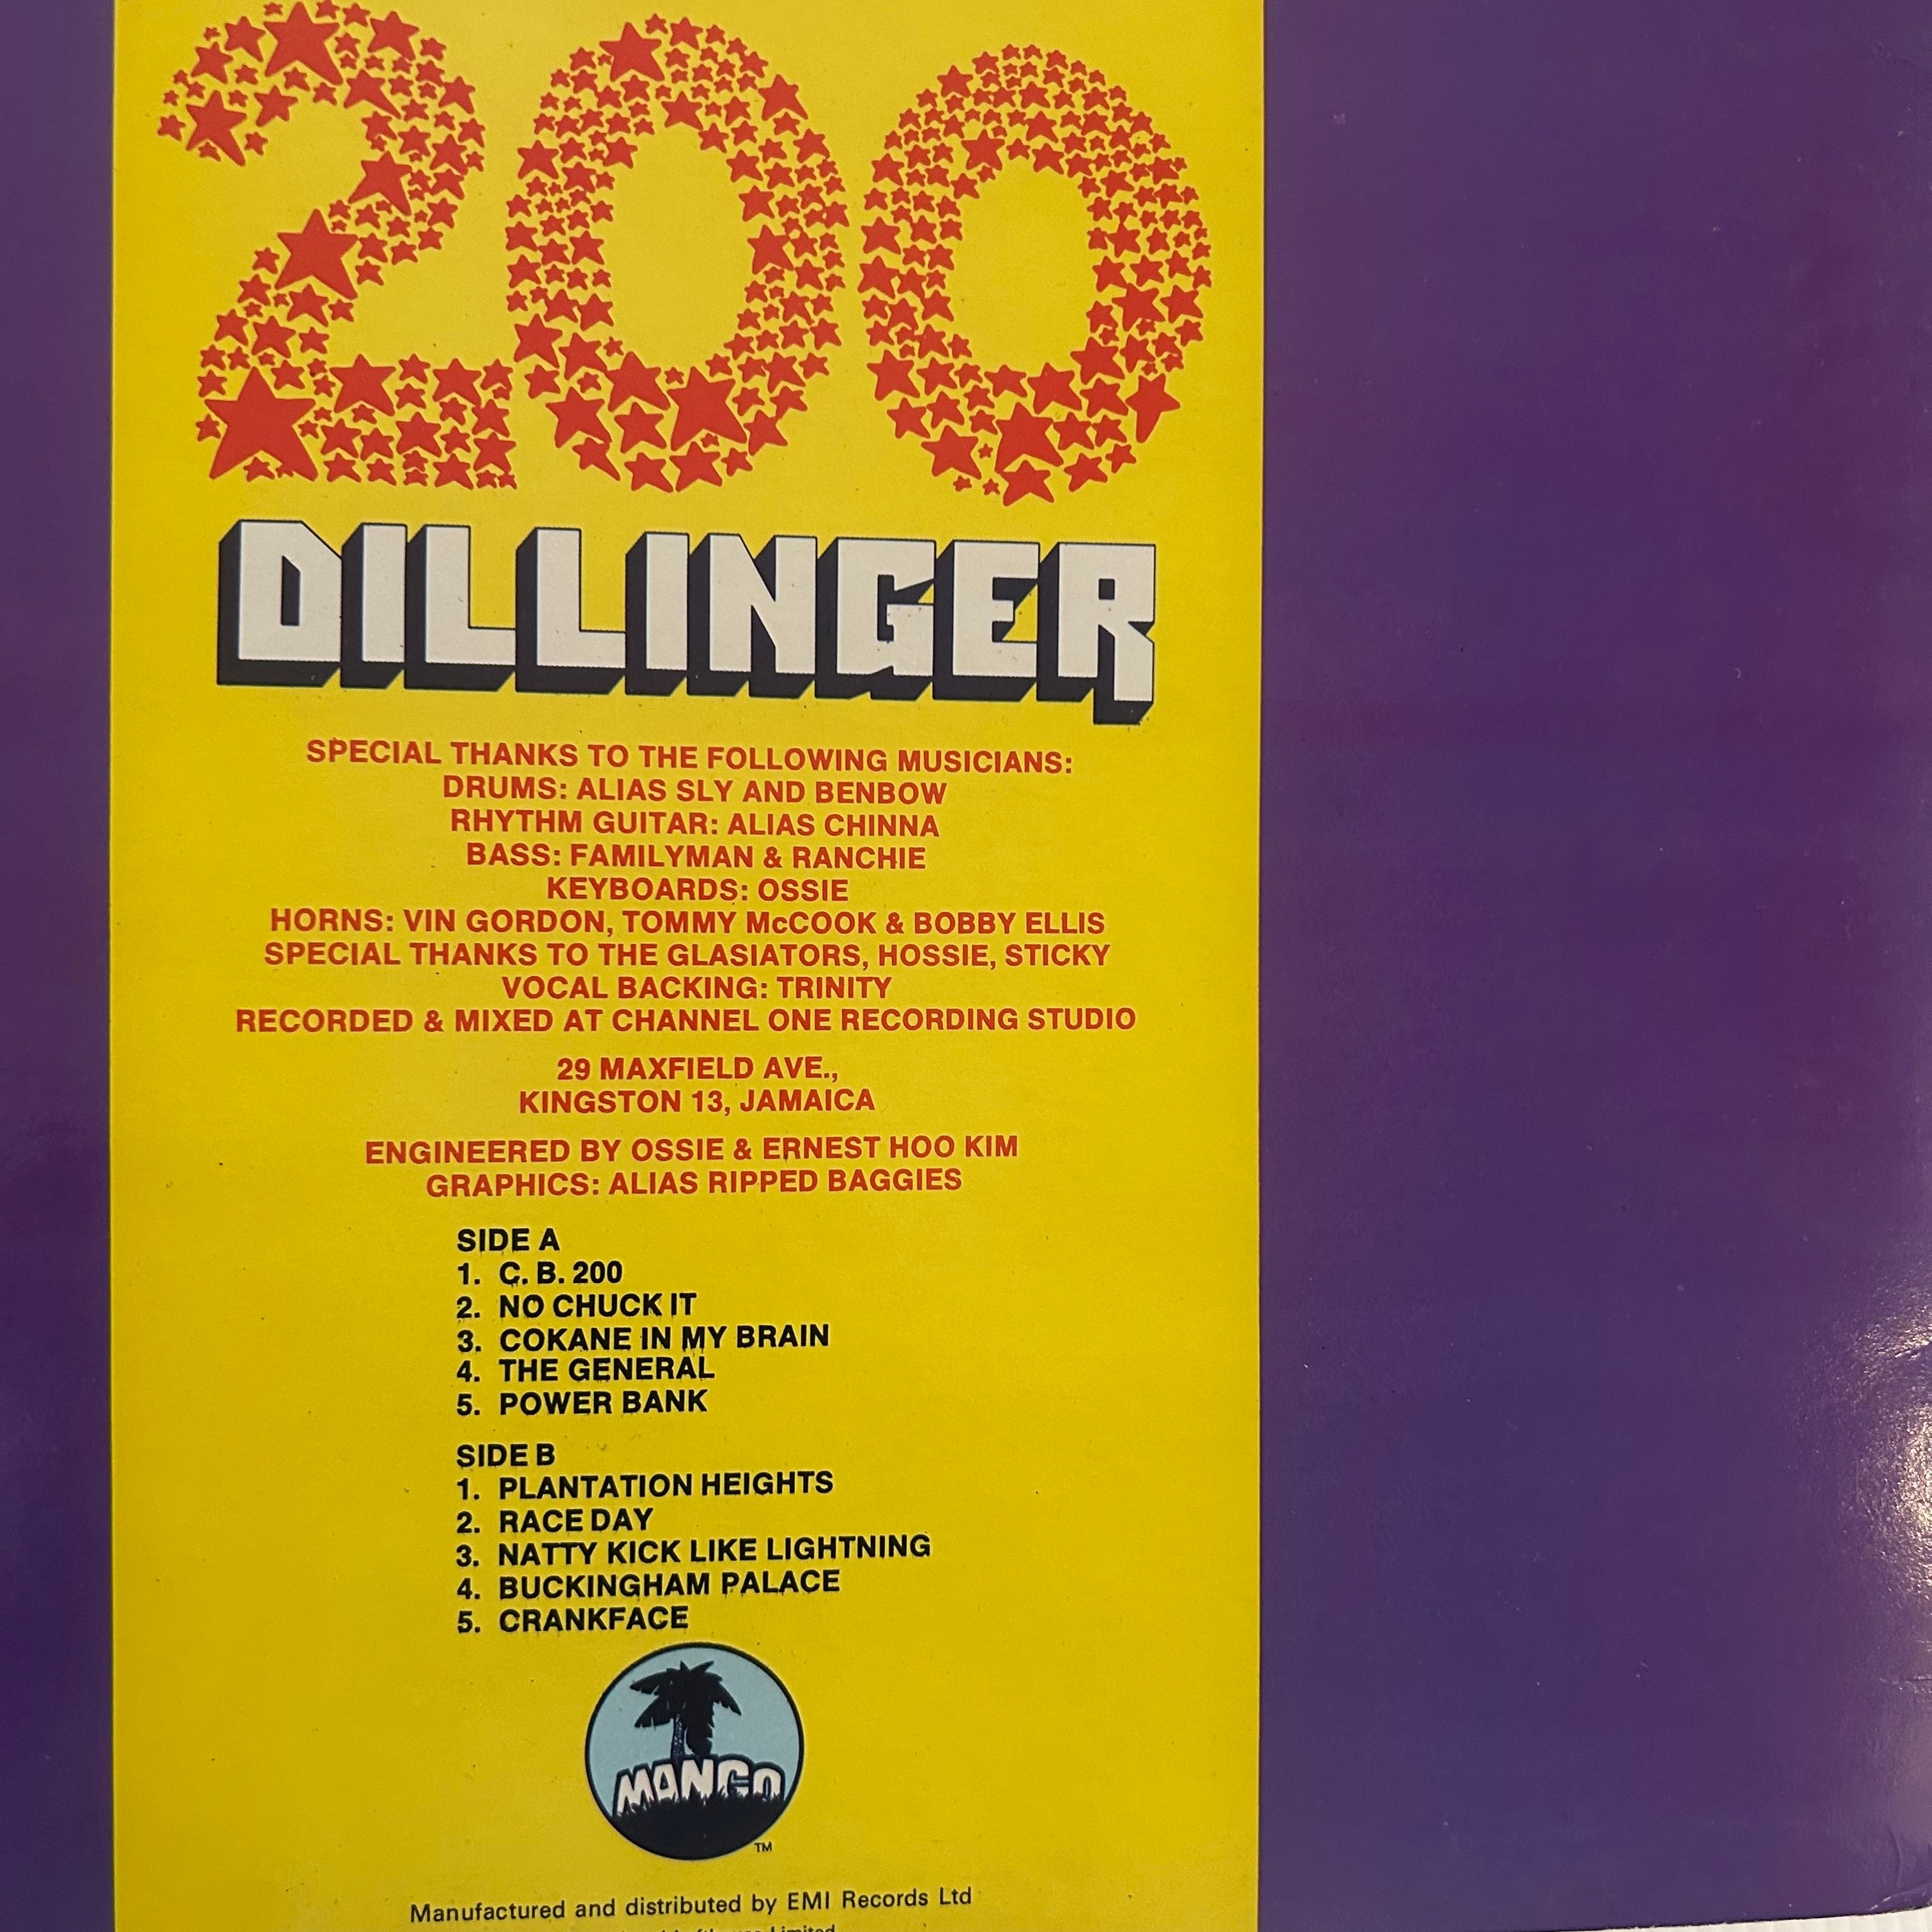 200
DILLINGER
SPECIAL THANKS TO THE FOLLOWING MUSICIANS:
DRUMS: ALIAS SLY AND BENBOW
RHYTHM GUITAR: ALIAS CHINNA
BASS: FAMILYMAN & RANCHIE
KEYBOARDS: OSSIE
HORNS: VIN GORDON, TOMMY McCOOK & BOBBY ELLIS
SPECIAL THANKS TO THE GLASIATORS, HOSSIE, STICKY
VOCAL BACKING: TRINITY
RECORDED & MIXED AT CHANNEL ONE RECORDING STUDIO
29 MAXFIELD AVE.,
KINGSTON 13, JAMAICA
ENGINEERED BY OSSIE & ERNEST HOO KIM
GRAPHICS: ALIAS RIPPED BAGGIES
SIDE A
1. C. B. 200
2. NO CHUCK IT
3. COKANE IN MY BRAIN
4. THE GENERAL
5. POWER BANK
SIDE B
1. PLANTATION HEIGHTS
2. RACE DAY
3. NATTY KICK LIKE LIGHTNING
4. BUCKINGHAM PALACE
5. CRANKFACE
MANGO
TM
Manufactured and distributed by EMI Records Ltd
Limited